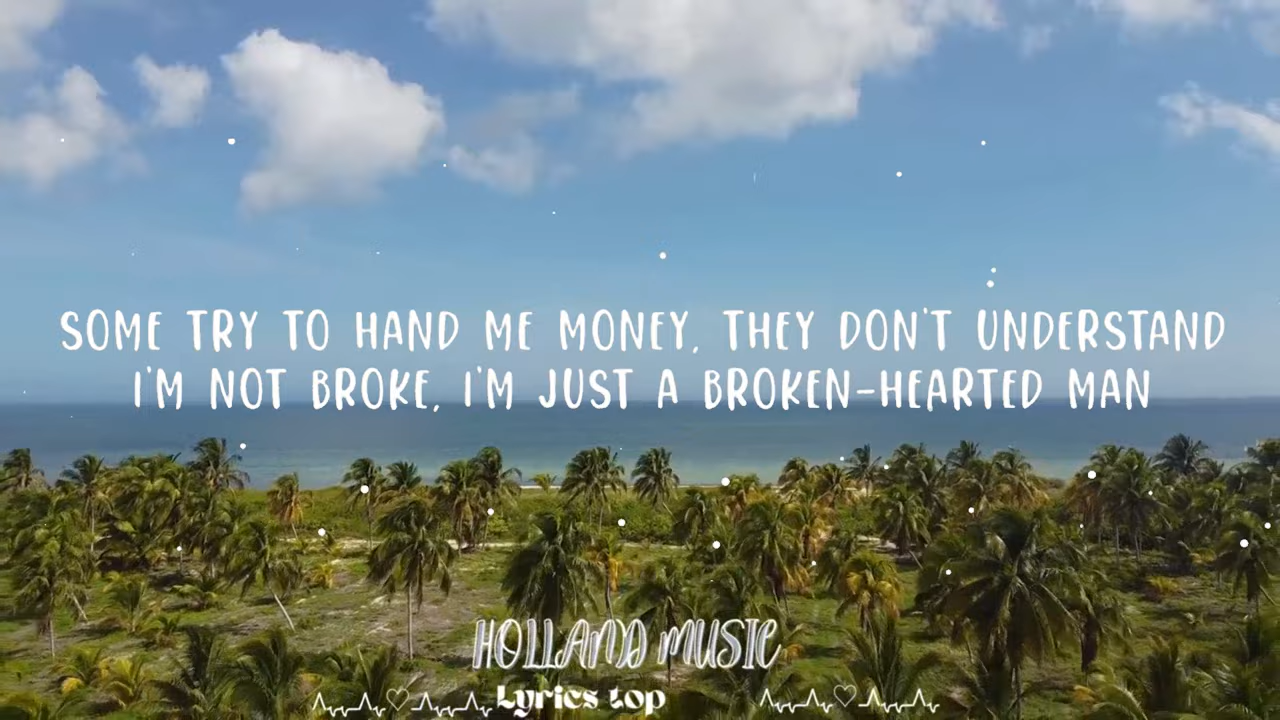 SOME TRY TO HAND ME MONEY, THEY DON'T UNDERSTAND
I'M NOT BROKE, I'M JUST A BROKEN-HEARTED MAN
HOLLAND MUSIC
Lyrics top